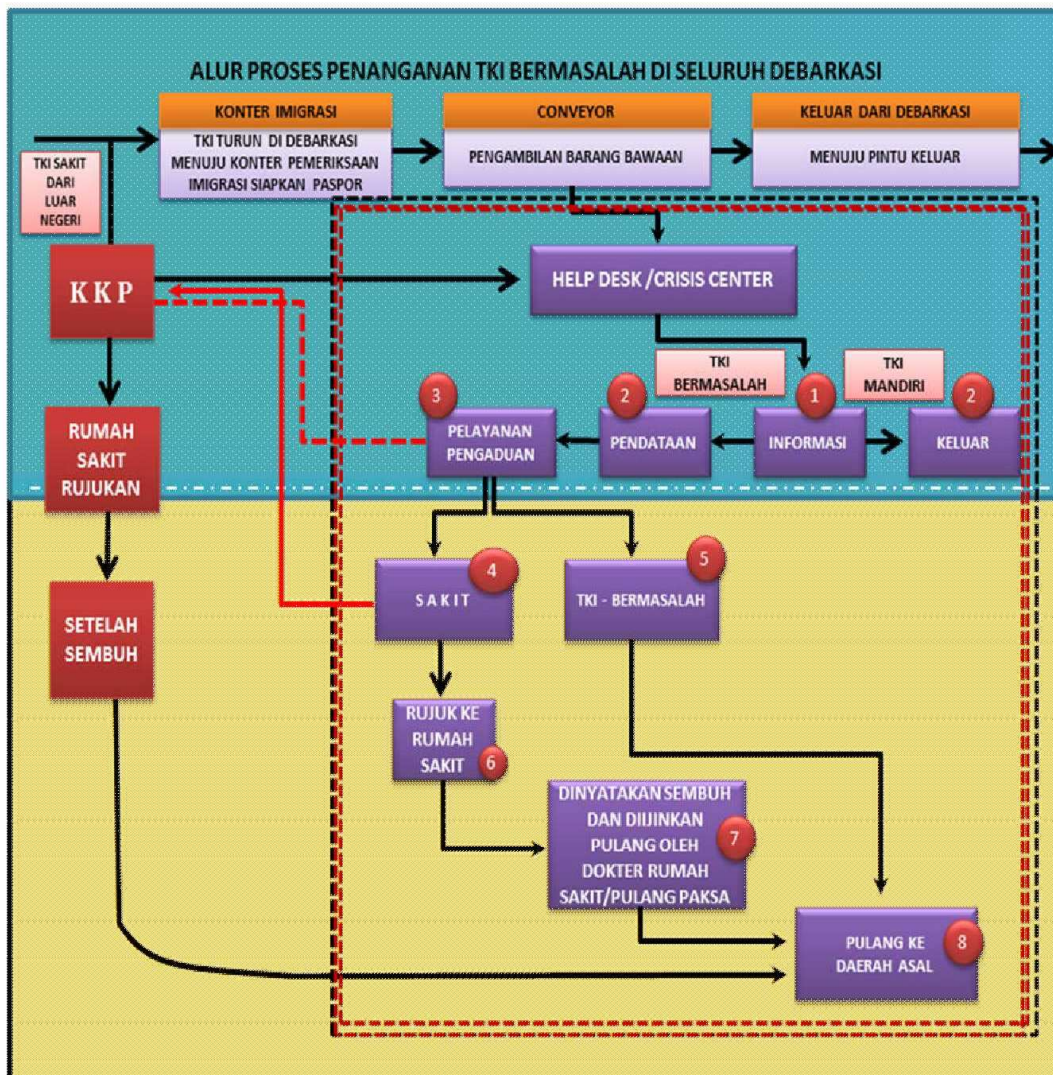 ALUR PROSES PENANGANAN TKI BERMASALAH DI SELURUH DEBARKASI
KONTER IMIGRASI
TKI TURUN DI DEBARKASI
MENUJU KONTER PEMERIKSAAN
IMIGRASI SIAPKAN PASPOR
CONVEYOR
PENGAMBILAN BARANG BAWAAN
KELUAR DARI DEBARKASI
MENUJU PINTU KELUAR
TKI SAKIT
DARI
LUAR
NEGERI
KKP
HELP DESK /CRISIS CENTER
TKI
BERMASALAH
TKI
MANDIRI
3
PELAYANAN
PENGADUAN
2
PENDATAAN
1
INFORMASI
2
KELUAR
RUMAH
SAKIT
RUJUKAN
4
SAKIT
5
TKI - BERMASALAH
SETELAH
SEMBUH
RUJUK KE
RUMAH
SAKIT
6
DINYATAKAN SEMBUH
DAN DIIJINKAN
PULANG OLEH
DOKTER RUMAH
SAKIT/PULANG PAKSA
7
PULANG KE
DAERAH ASAL
8